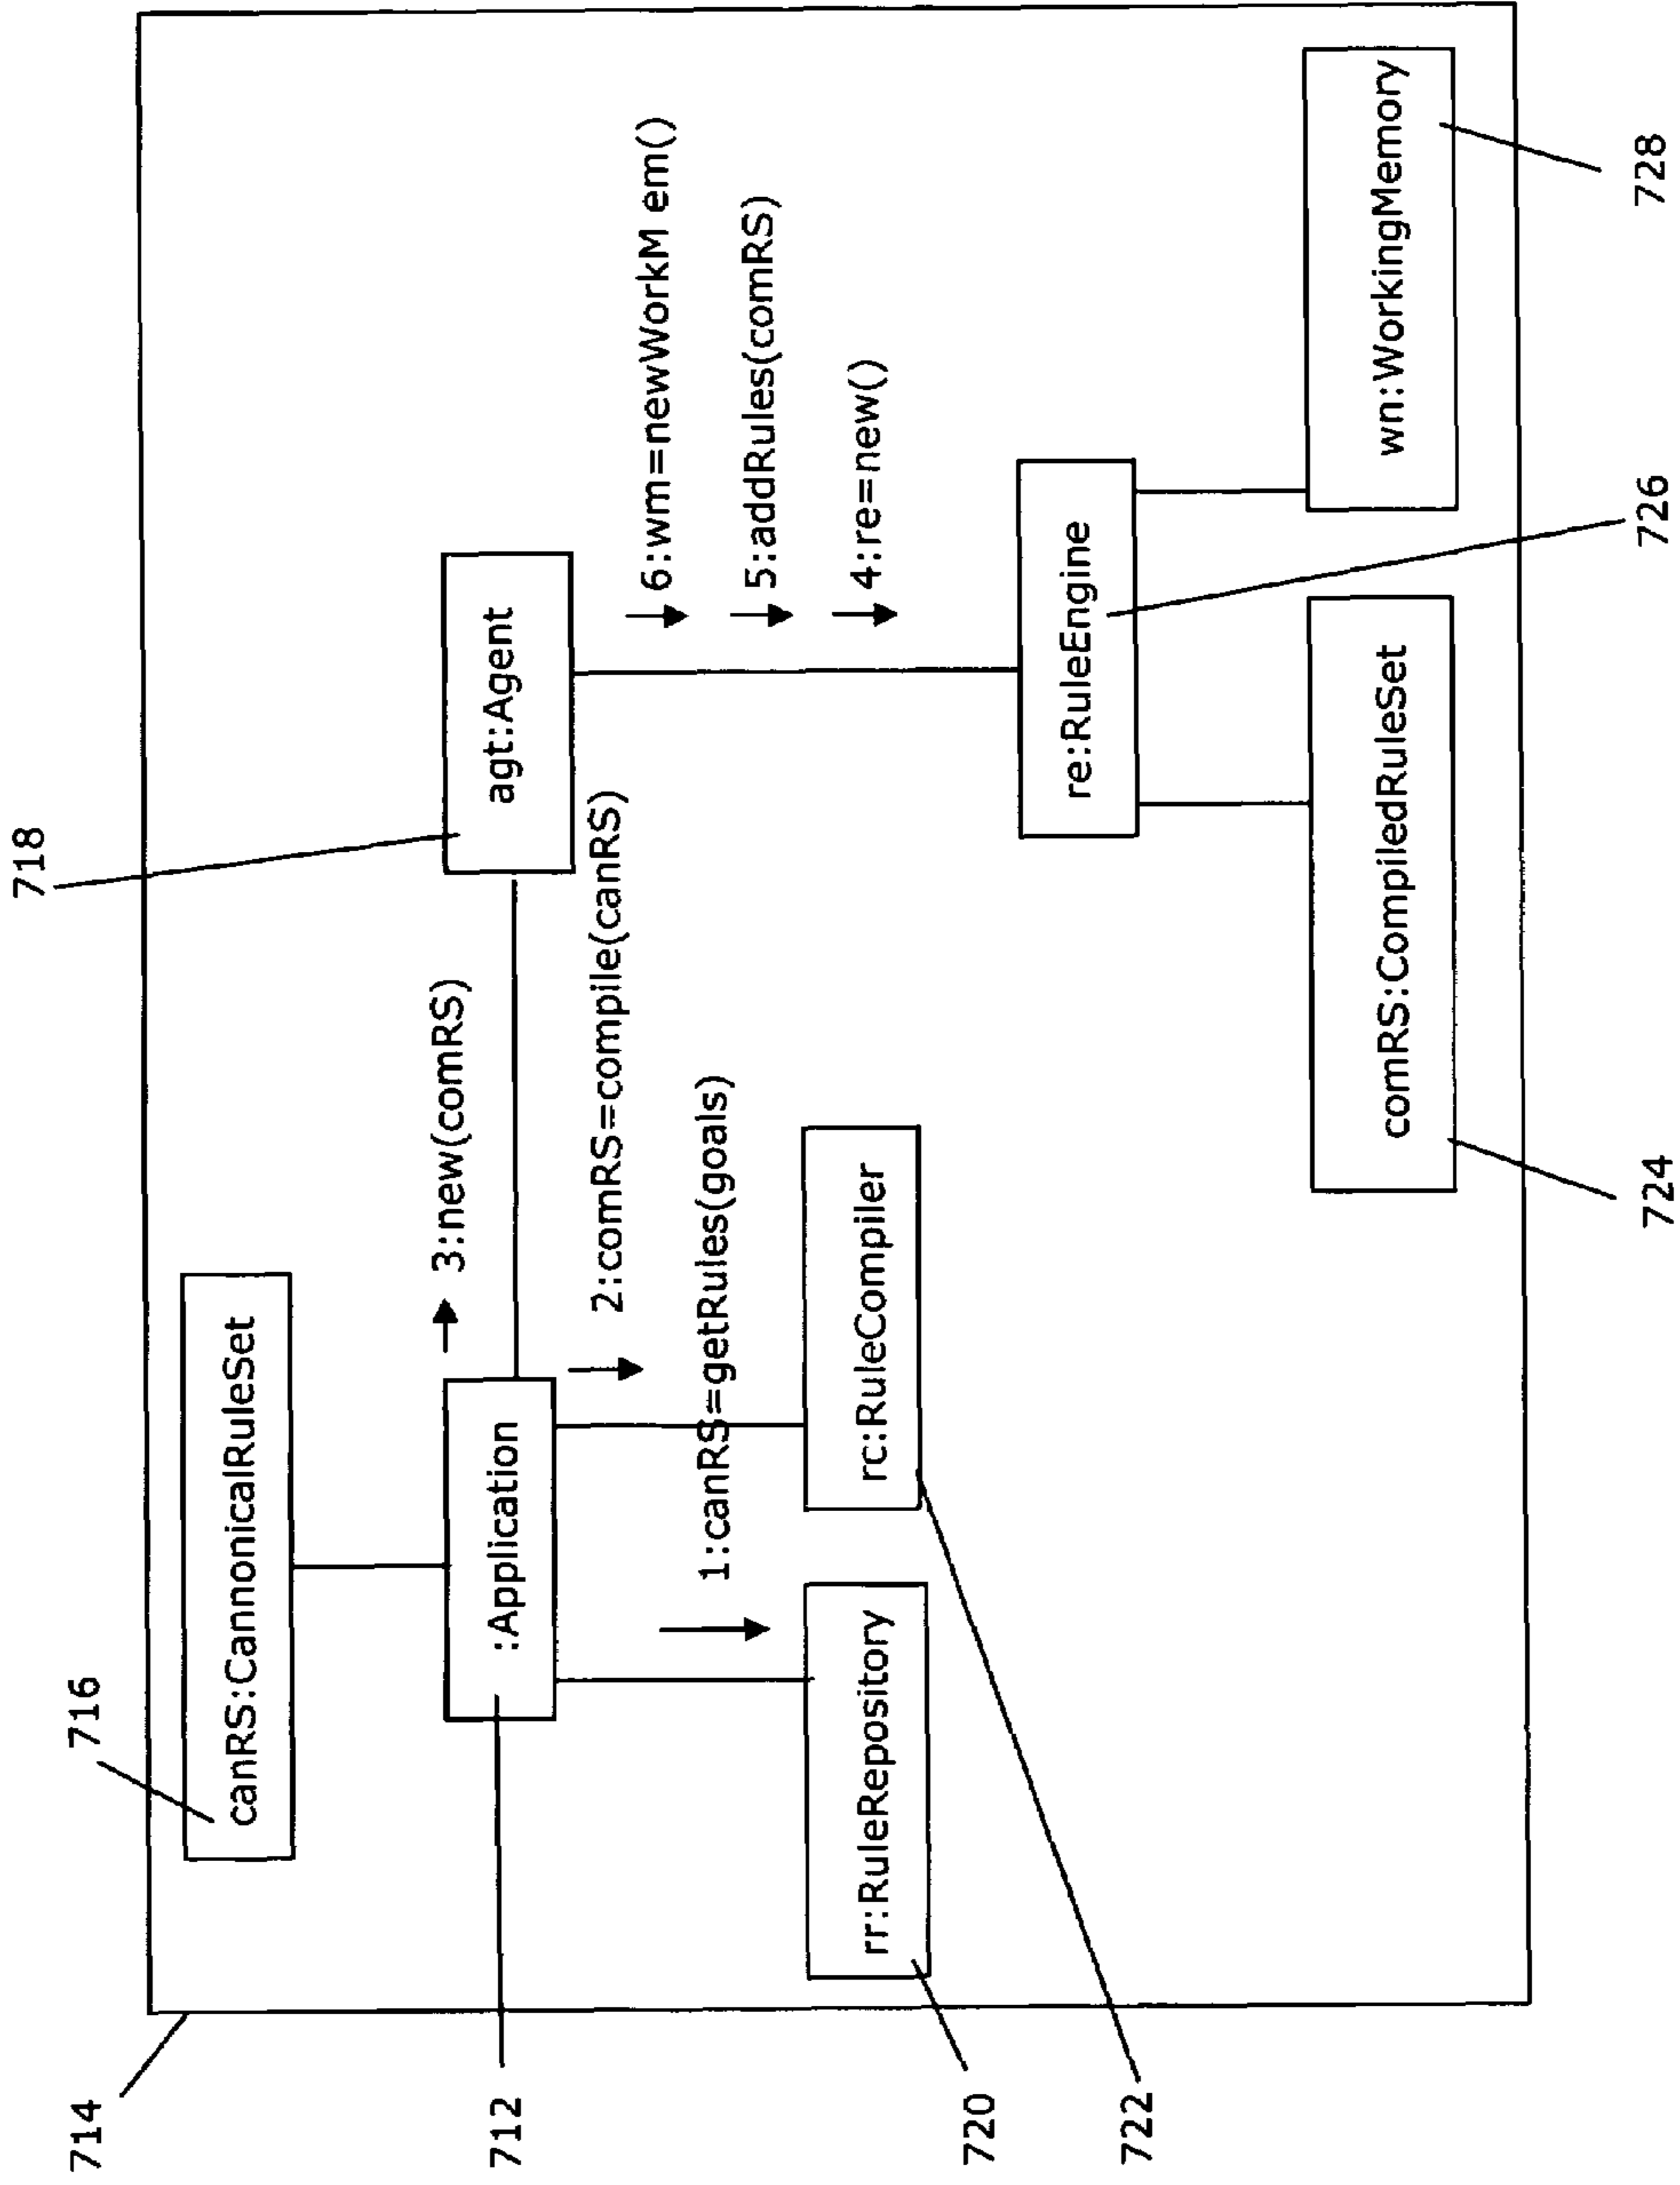 714
716
718
canRS:CannonicalRuleSet
3:new(comRS)
712
:Application
agt:Agent
2:comRS=compile(canRS)
6:wm=newWorkM em()
1:canRS=getRules(goals)
5:addRules(comRS)
4:re=new()
720
rr:RuleRepository
rc:RuleCompiler
722
re:RuleEngine
comRS:CompiledRuleSet
wn:WorkingMemory
724
726
728